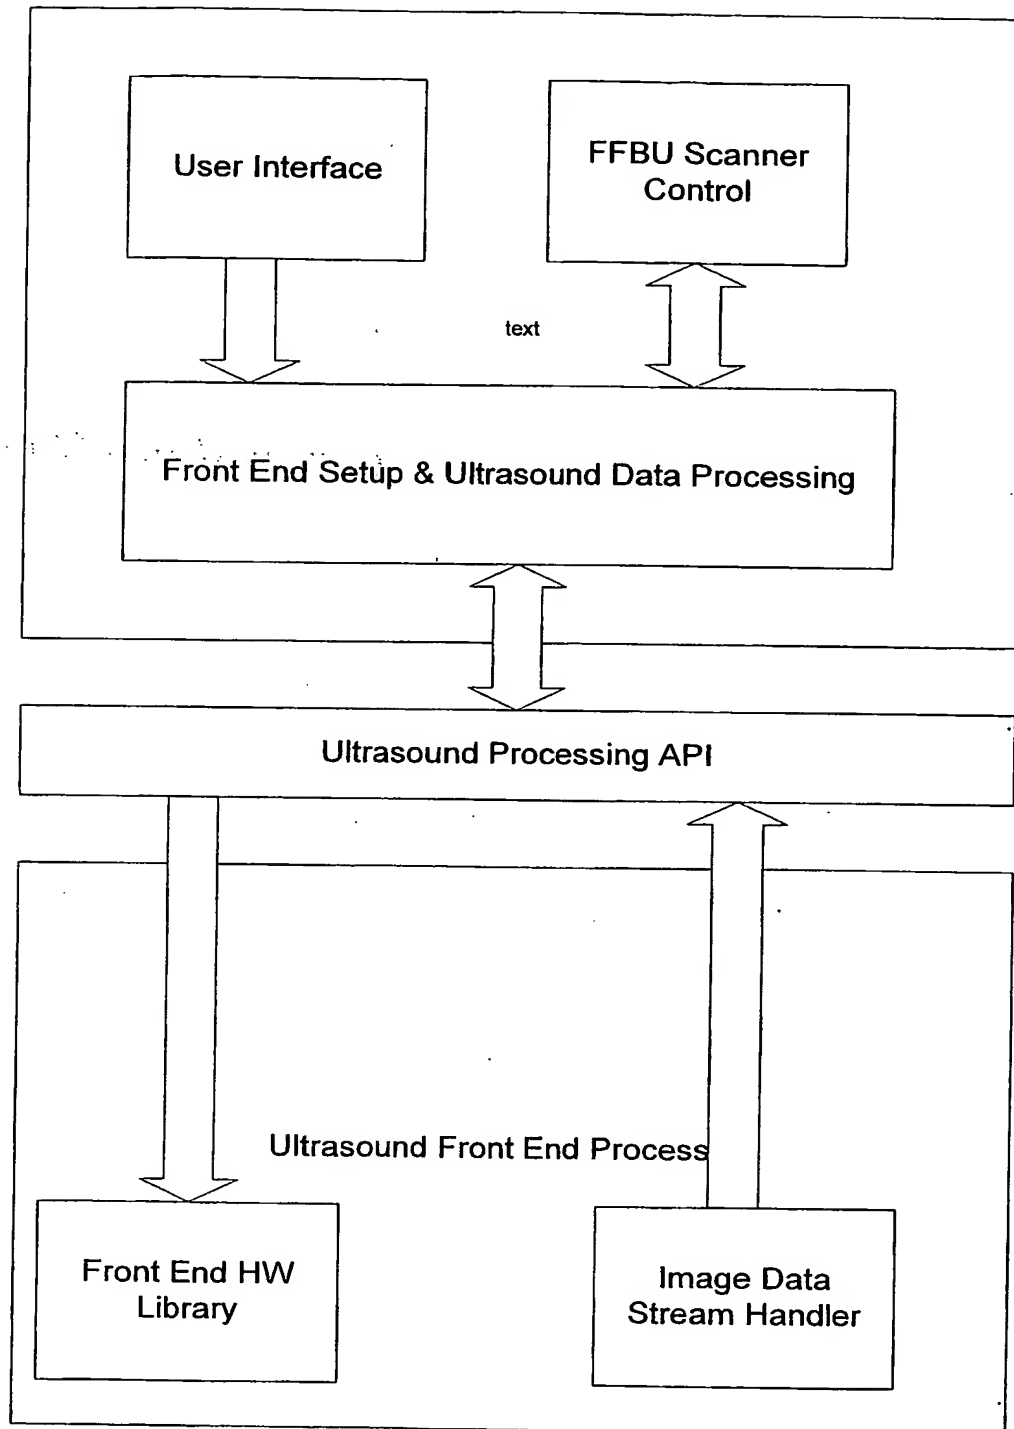 User Interface
FFBU Scanner
Control
text
Front End Setup & Ultrasound Data Processing
Ultrasound Processing API
Ultrasound Front End Process
Front End HW
Library
Image Data
Stream Handler